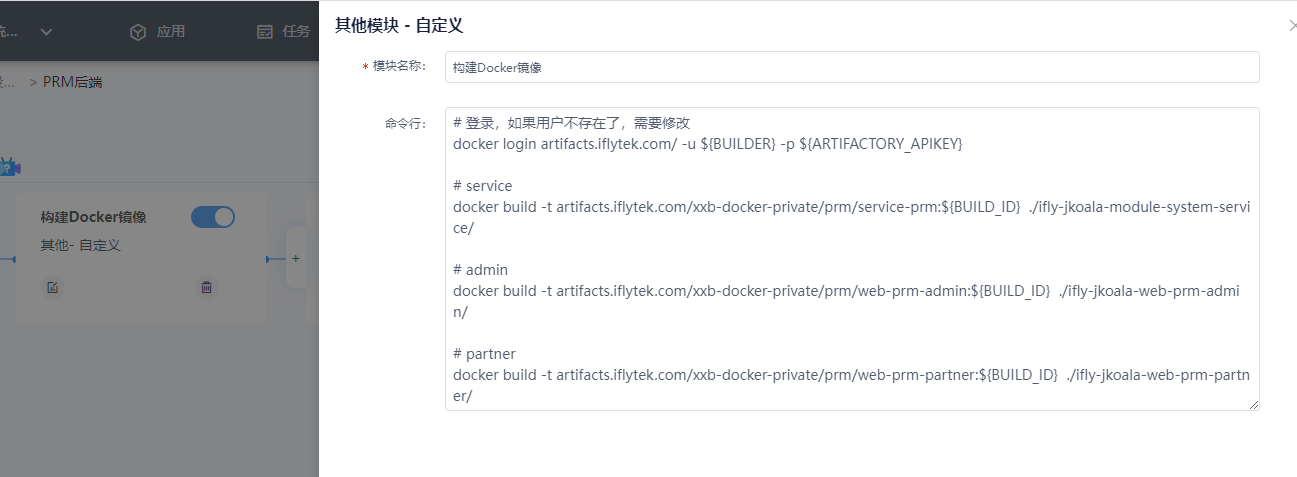 统...
应用
任务
其他模块 - 自定义
> PRM后端
* 模块名称：
构建Docker镜像
命令行：
# 登录，如果用户不存在了，需要修改
docker login artifacts.iflytek.com/ -u ${BUILDER} -p ${ARTIFACTORY_APIKEY}
# service
docker build -t artifacts.iflytek.com/xxb-docker-private/prm/service-prm:${BUILD_ID} ./ifly-jkoala-module-system-servi
ce/
# admin
docker build -t artifacts.iflytek.com/xxb-docker-private/prm/web-prm-admin:${BUILD_ID} ./ifly-jkoala-web-prm-admi
n/
# partner
docker build -t artifacts.iflytek.com/xxb-docker-private/prm/web-prm-partner:${BUILD_ID} ./ifly-jkoala-web-prm-partn
er/
构建Docker镜像
其他- 自定义